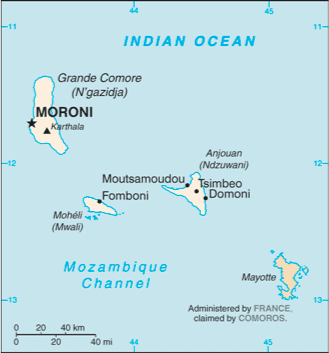 44
45
11
11
INDIAN OCEAN
Grande Comore
(N'gazidja)
MORONI
Karthala
Anjouan
(Ndzuwani)
12
12
Moutsamoudou
Tsimbeo
Fomboni
Domoni
Mohéli
(Mwali)
Mozambique
Channel
Mayotte
13
13
Administered by FRANCE,
claimed by COMOROS.
0 20 40 km
0 20 40 mi
44
45